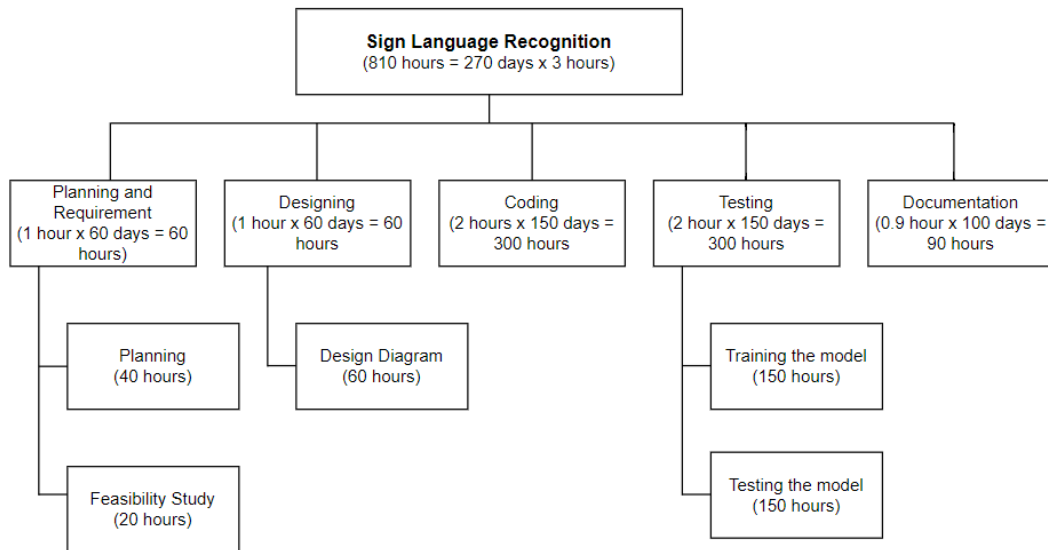 Sign Language Recognition
(810 hours = 270 days x 3 hours)
Planning and
Requirement
(1 hour x 60 days = 60
hours)
Designing
(1 hour x 60 days = 60
hours
Coding
(2 hours x 150 days =
300 hours
Testing
(2 hour x 150 days =
300 hours
Documentation
(0.9 hour x 100 days =
90 hours
Planning
(40 hours)
Design Diagram
(60 hours)
Training the model
(150 hours)
Feasibility Study
(20 hours)
Testing the model
(150 hours)